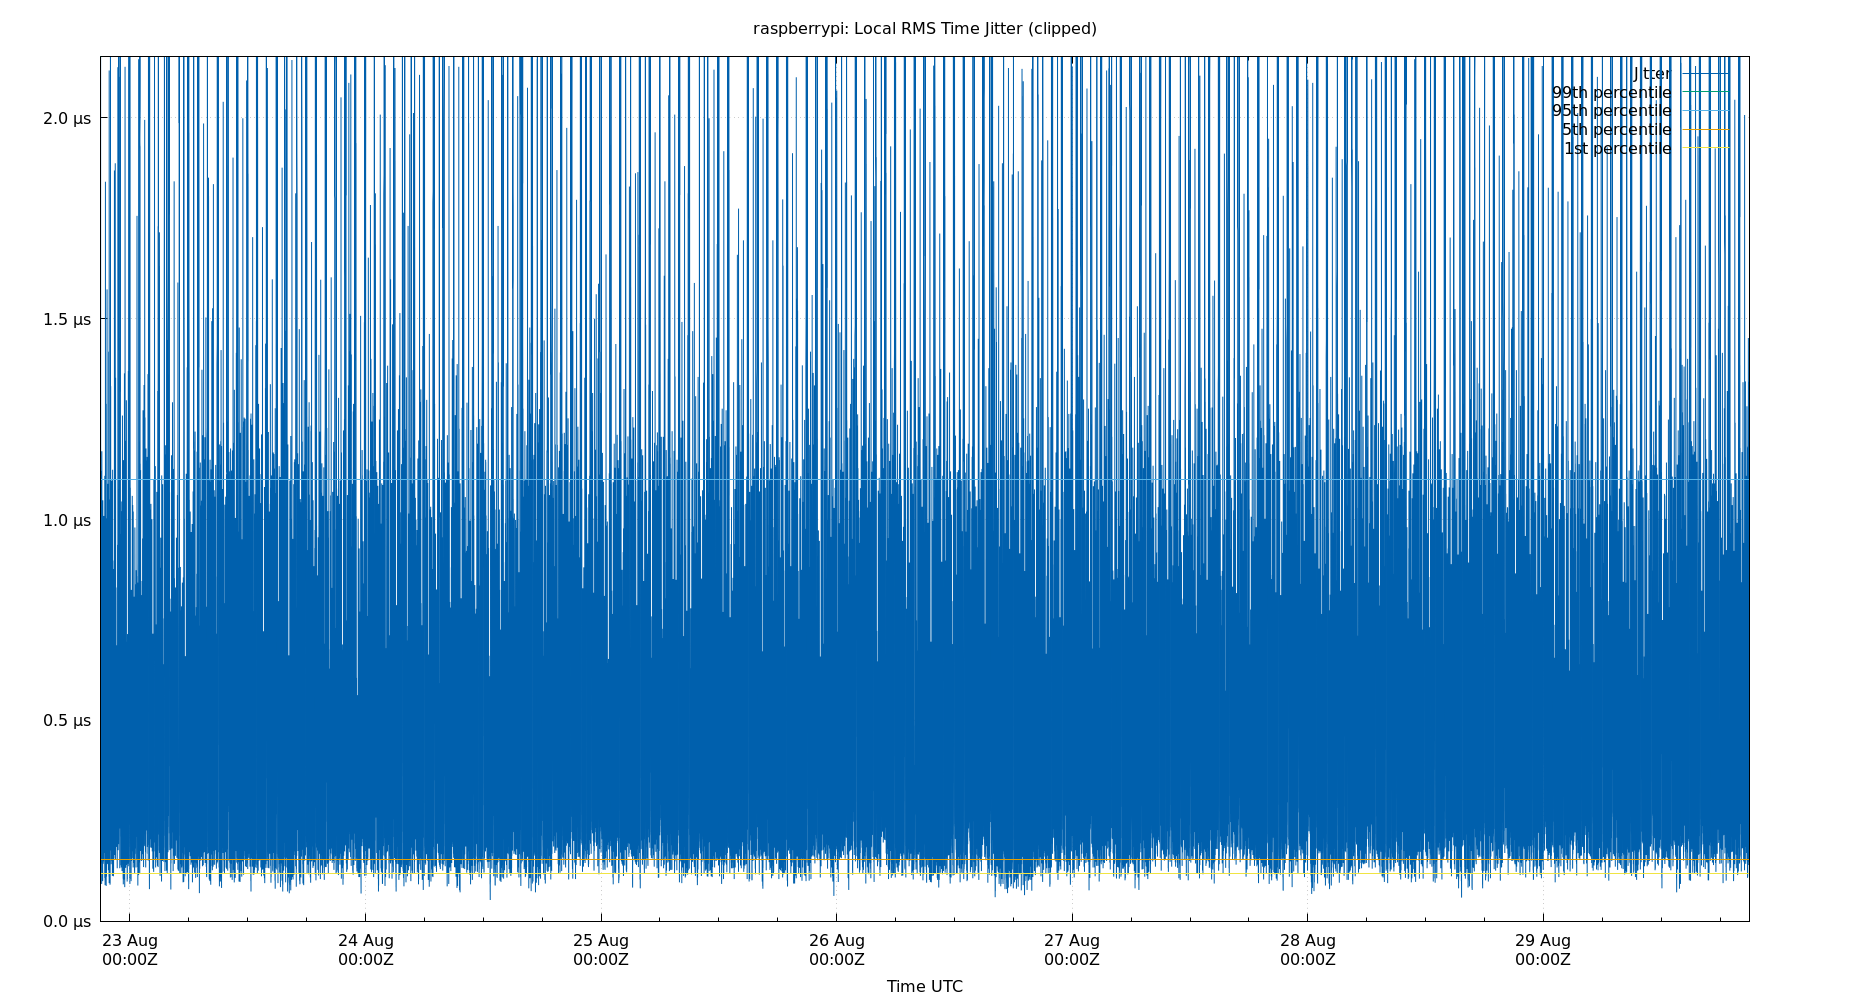 raspberrypi: Local RMS Time Jitter (clipped)
Jitter
99th percentile
95th percentile
5th percentile
1st percentile
2.0 µs
1.5 µs
1.0 µs
0.5 µs
0.0 µs
23 Aug 24 Aug 25 Aug 26 Aug 27 Aug 28 Aug 29 Aug
00:00Z 00:00Z 00:00Z 00:00Z 00:00Z 00:00Z 00:00Z
Time UTC